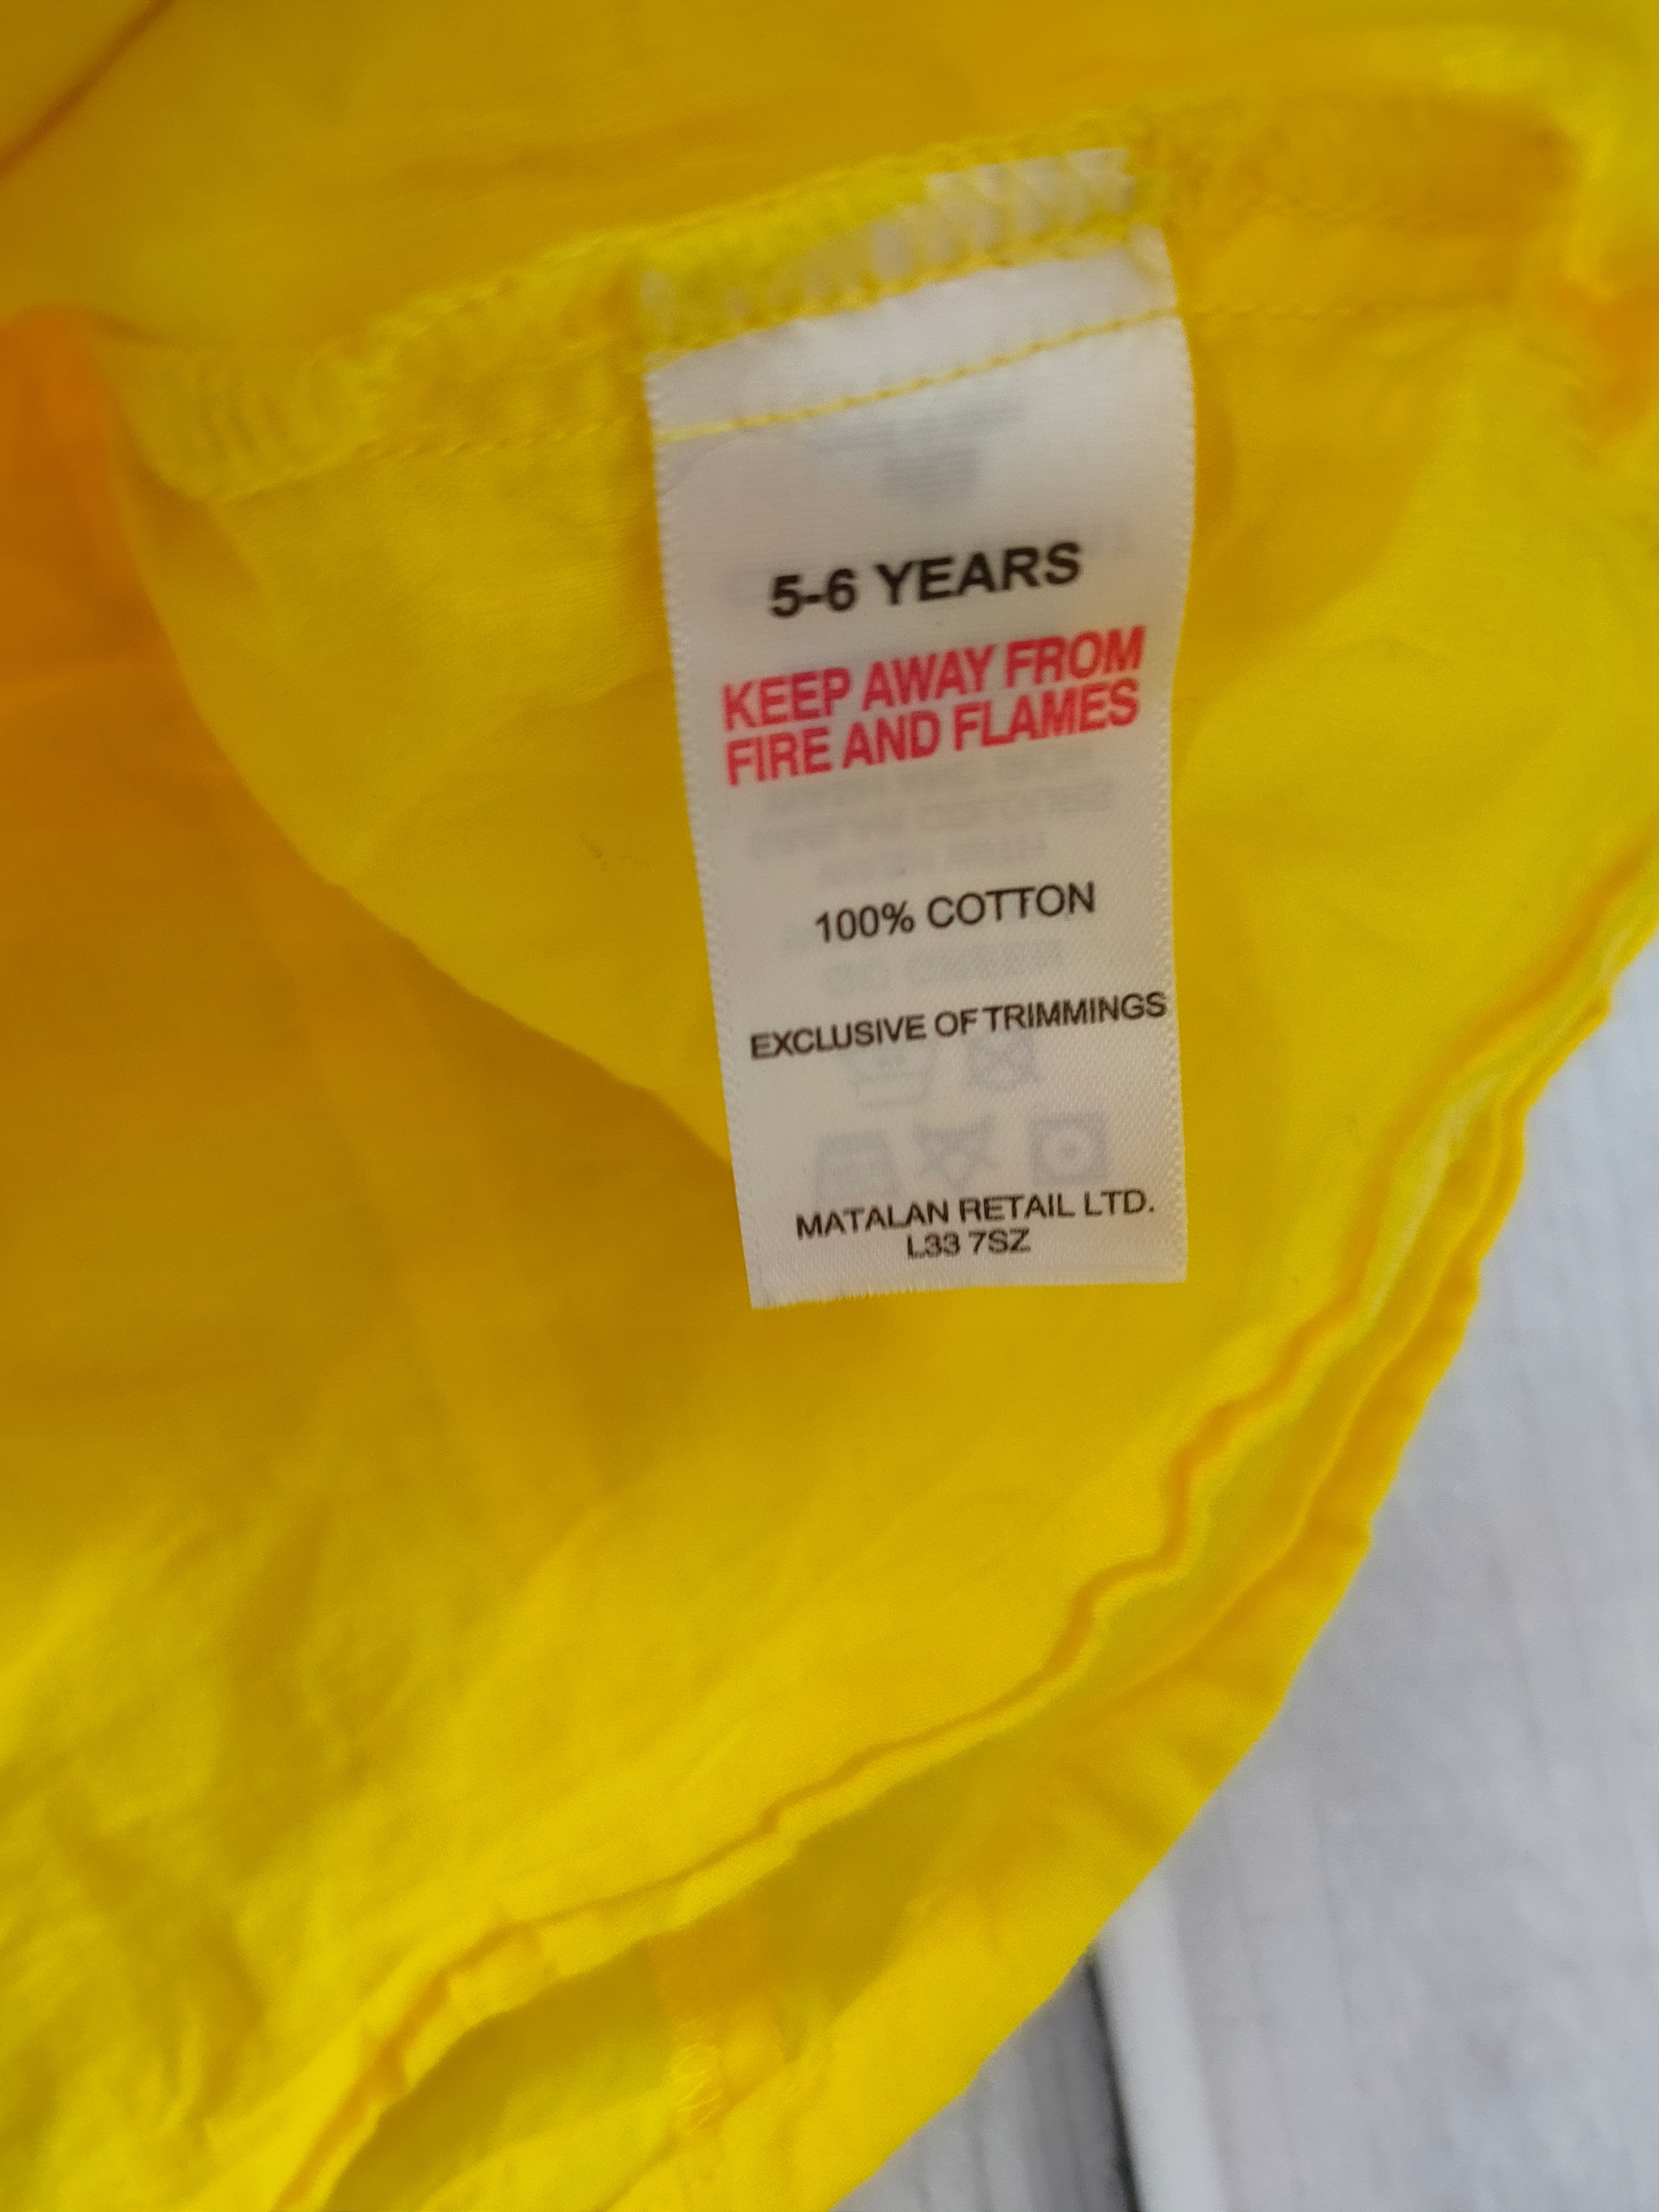 5-6 YEARS
KEEP AWAY FROM
FIRE AND FLAMES
100% COTTON
EXCLUSIVE OF TRIMMINGS
MATALAN RETAIL LTD.
L33 7SZ